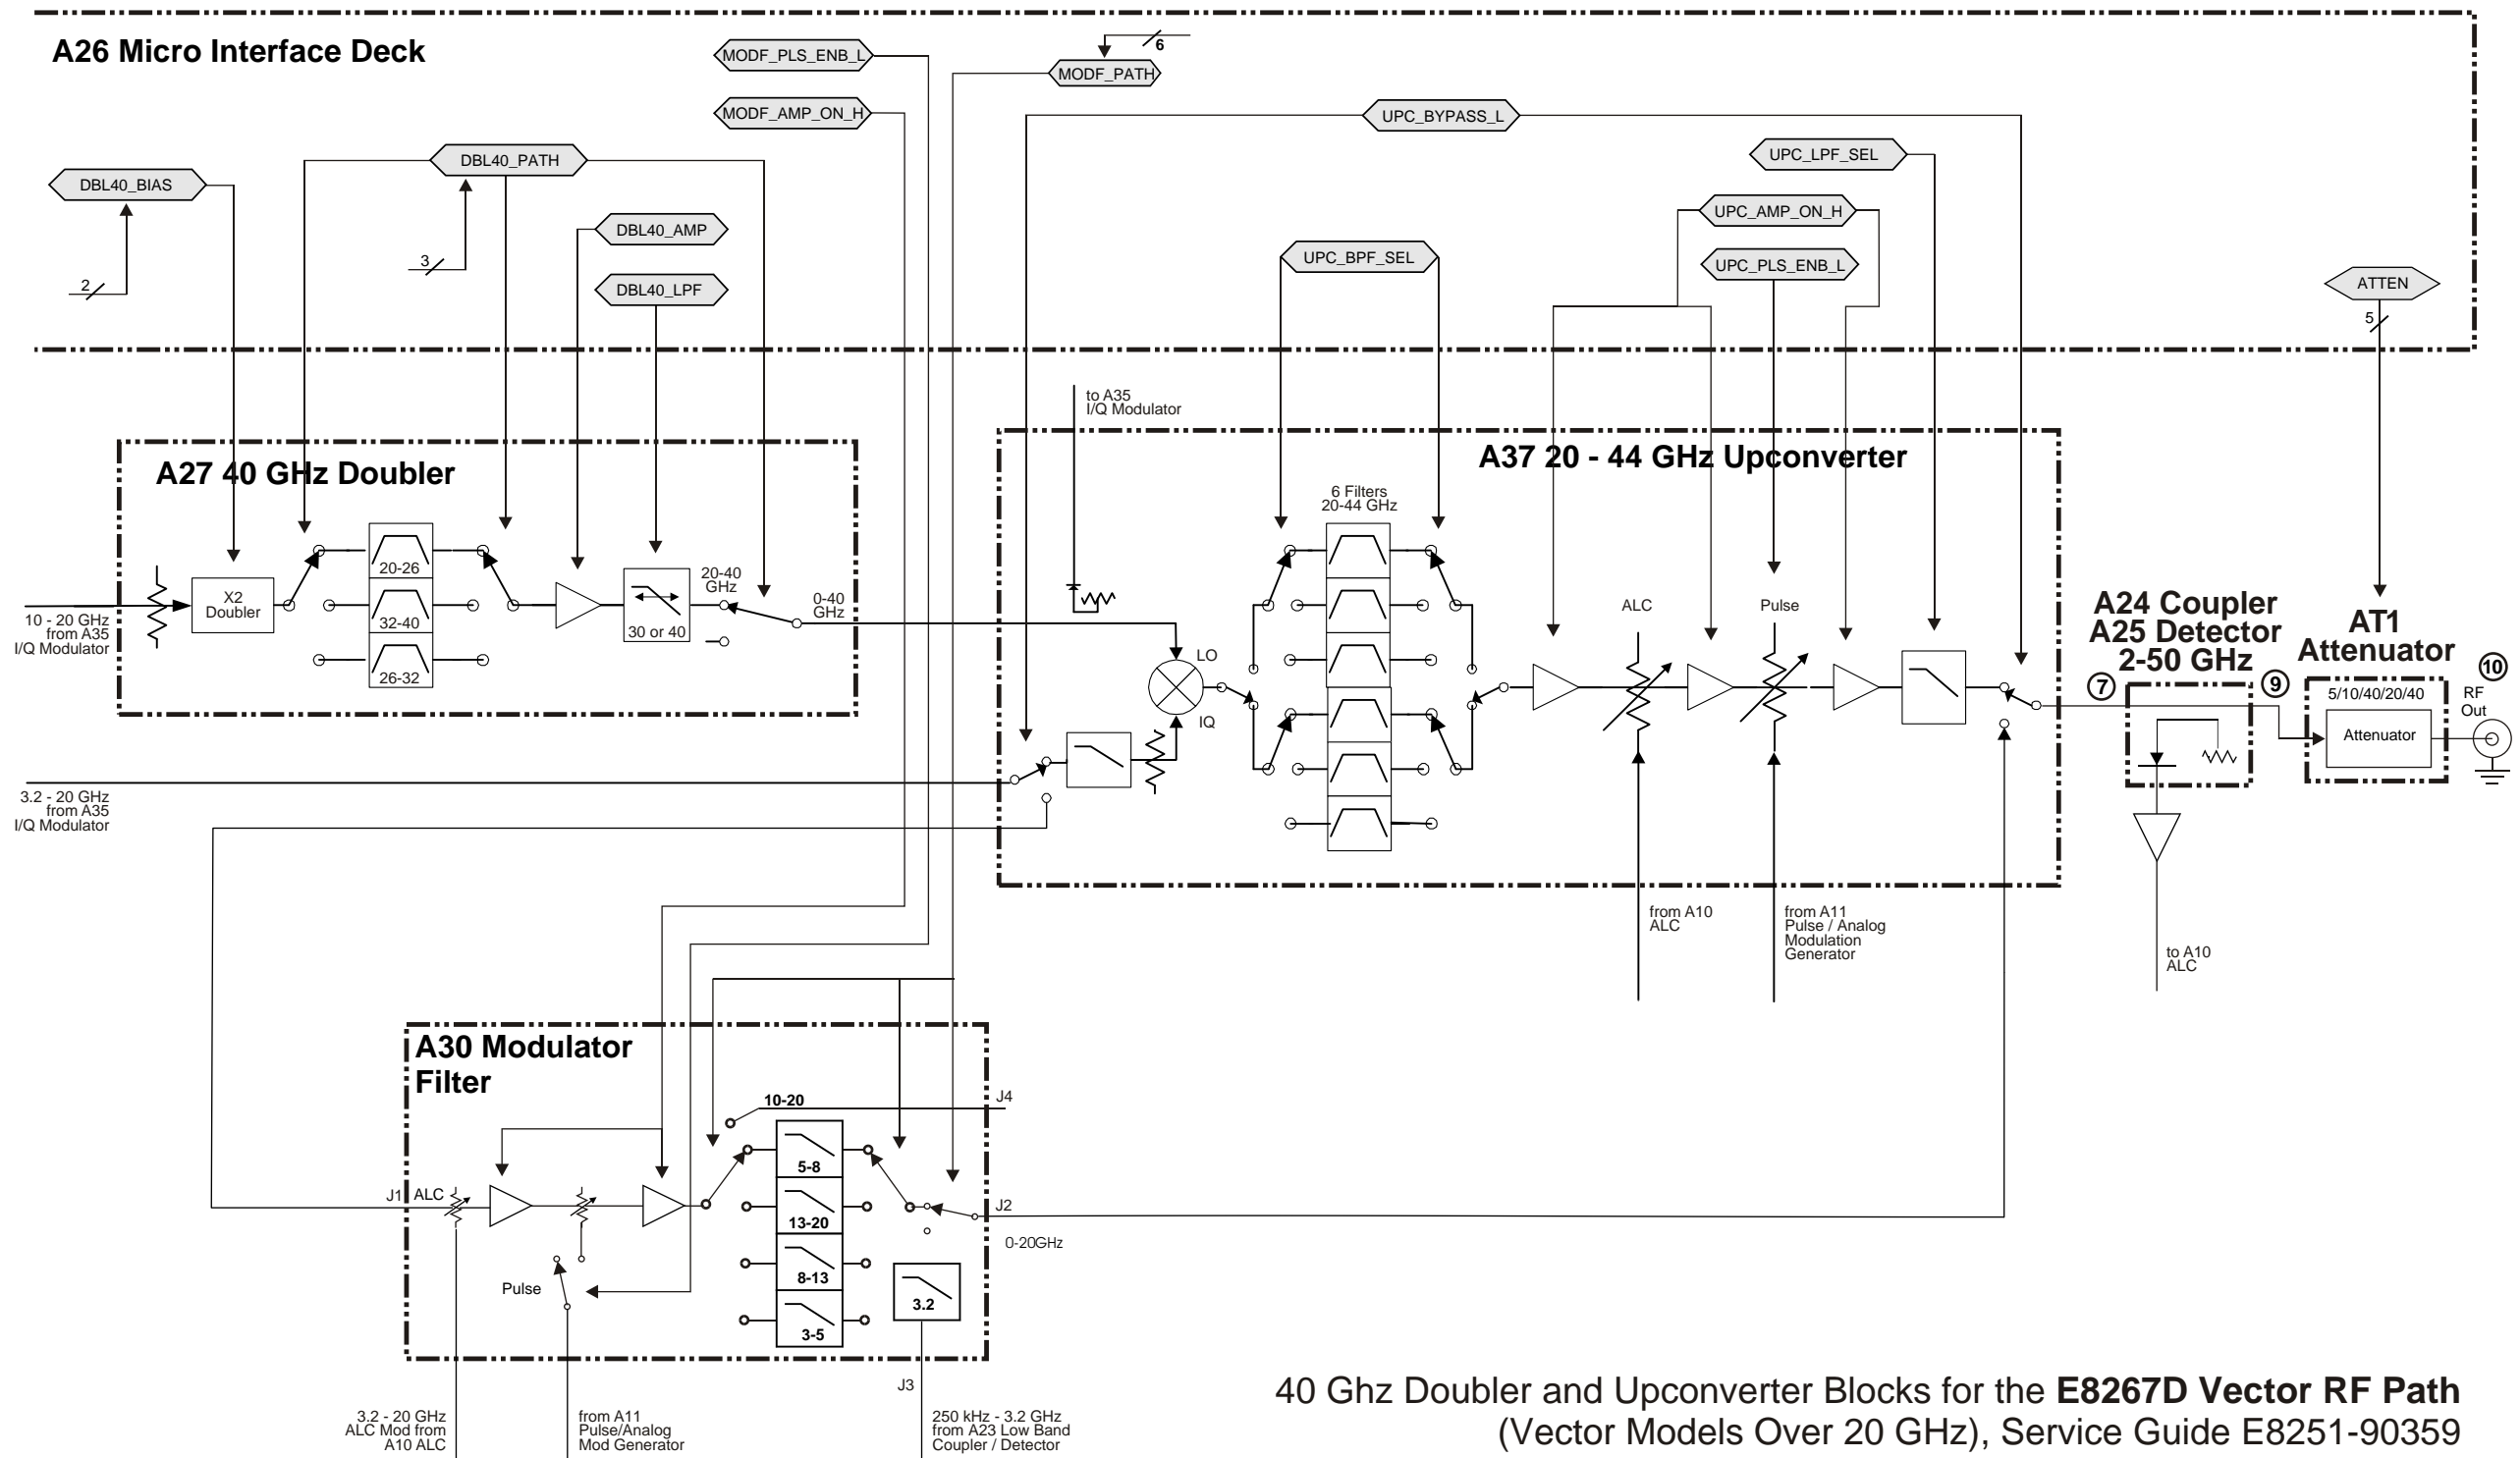 A26 Micro Interface Deck
MODF_PLS_ENB_L
6
MODF_PATH
MODF_AMP_ON_H
UPC_BYPASS_L
DBL40_PATH
UPC_LPF_SEL
DBL40_BIAS
UPC_AMP_ON_H
DBL40_AMP
UPC_BPF_SEL
UPC_PLS_ENB_L
3
2
DBL40_LPF
ATTEN
5
to A35
I/Q Modulator
A27 40 GHz Doubler
A37 20 - 44 GHz Upconverter
6 Filters
20-44 GHz
20-26
32-40
26-32
X2
Doubler
30 or 40
20-40
GHz
0-40
GHz
10 - 20 GHz
from A35
I/Q Modulator
LO
IQ
ALC
Pulse
A24 Coupler
A25 Detector
2-50 GHz
AT1
Attenuator
7
9
10
5/10/40/20/40
Attenuator
RF
Out
3.2 - 20 GHz
from A35
I/Q Modulator
from A10
ALC
from A11
Pulse / Analog
Modulation
Generator
to A10
ALC
A30 Modulator
Filter
10-20
J4
5-8
13-20
8-13
3-5
J1
ALC
J2
0-20GHz
Pulse
3.2
J3
3.2 - 20 GHz
ALC Mod from
A10 ALC
from A11
Pulse/Analog
Mod Generator
250 kHz - 3.2 GHz
from A23 Low Band
Coupler / Detector
40 Ghz Doubler and Upconverter Blocks for the E8267D Vector RF Path
(Vector Models Over 20 GHz), Service Guide E8251-90359